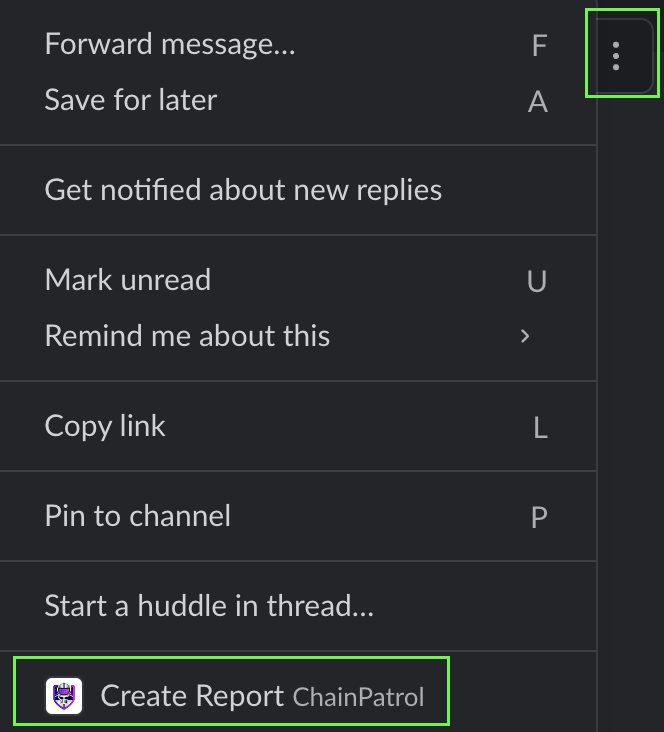 Forward message... F
Save for later A
Get notified about new replies
Mark unread U
Remind me about this
Copy link L
Pin to channel P
Start a huddle in thread...
Create Report ChainPatrol